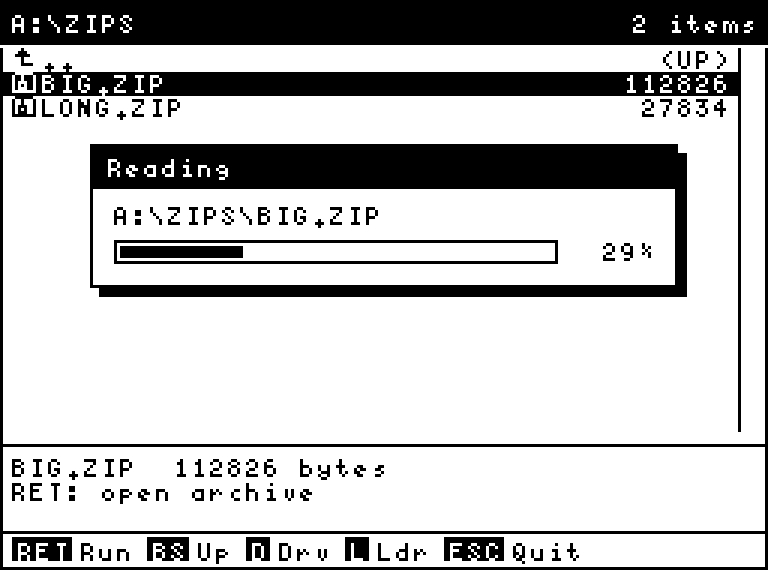 A:\ZIPS 2 items
.. (UP)
BIG.ZIP 112826
LONG.ZIP 27834
Reading
A:\ZIPS\BIG.ZIP
29%
BIG.ZIP 112826 bytes
RET: open archive
RET Run BS Up D Drv L Ldr ESC Quit